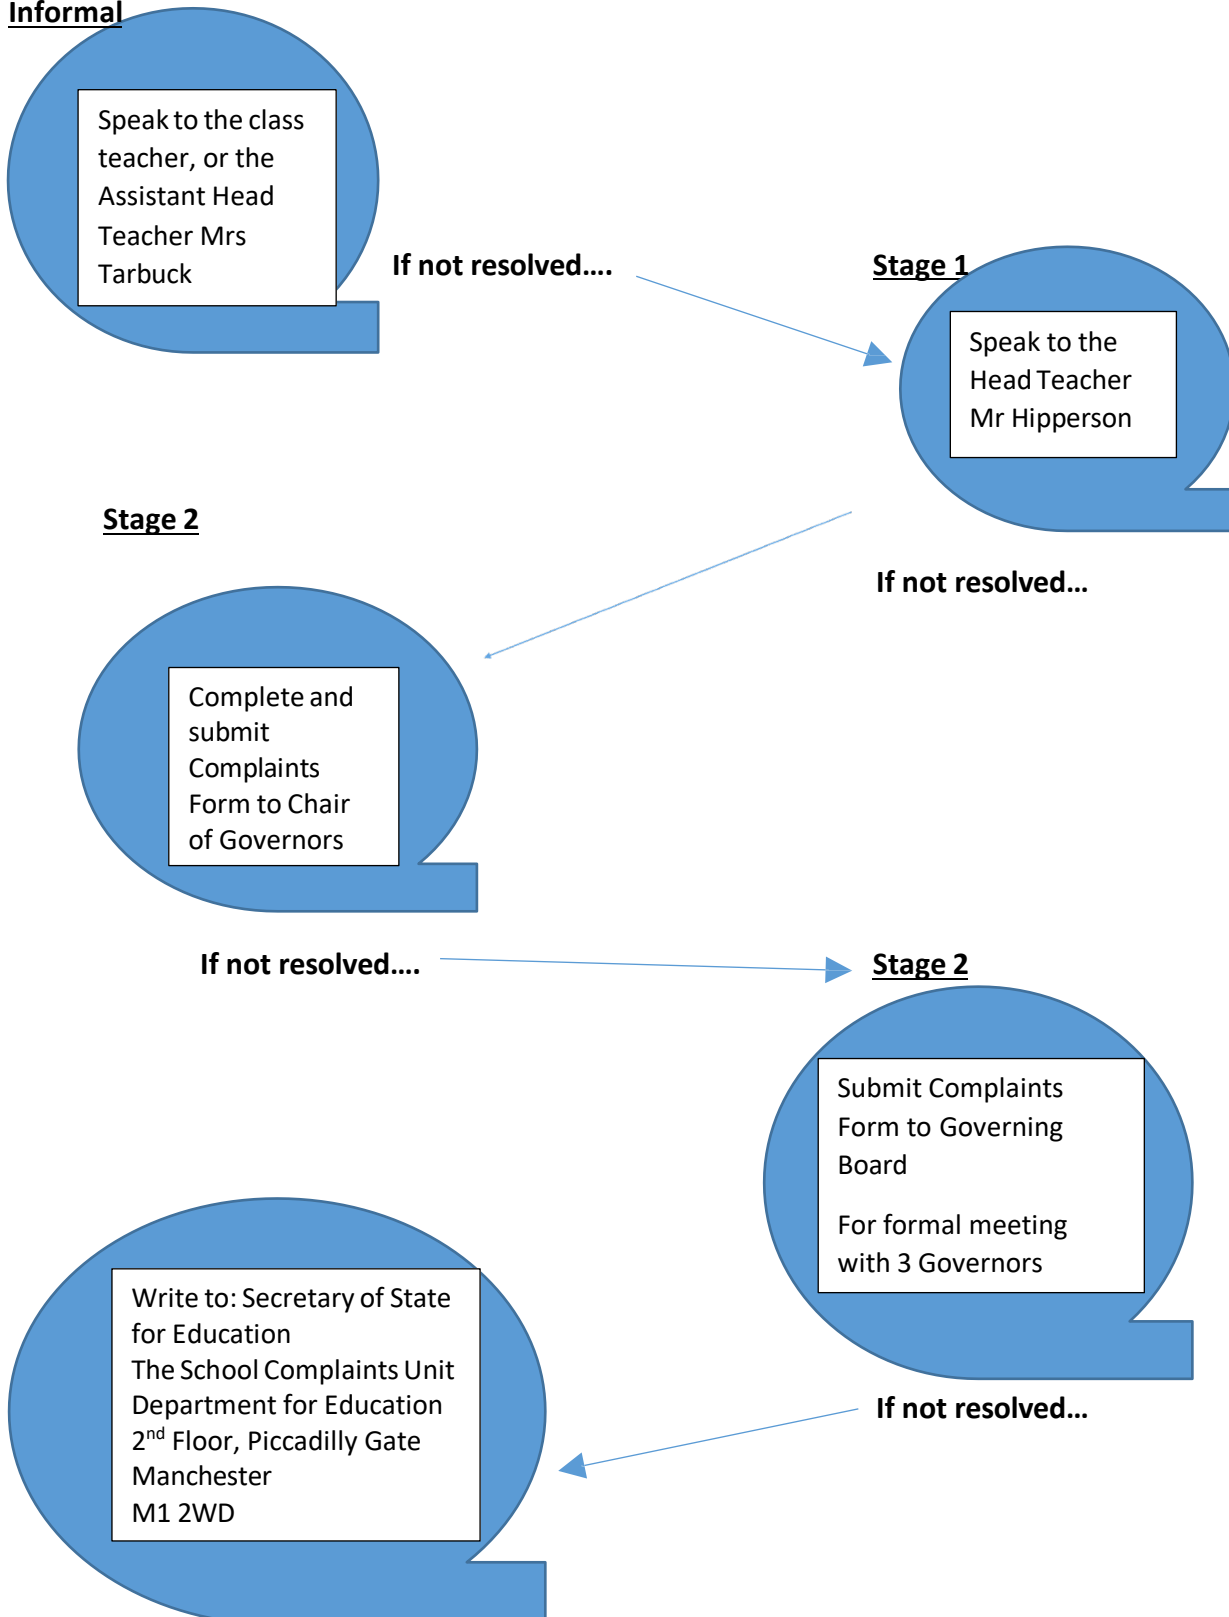 Informal
Speak to the class
teacher, or the
Assistant Head
Teacher Mrs
Tarbuck
If not resolved....
Stage 1
Speak to the
Head Teacher
Mr Hipperson
If not resolved...
Stage 2
Complete and
submit
Complaints
Form to Chair
of Governors
If not resolved....
Stage 2
Submit Complaints
Form to Governing
Board
For formal meeting
with 3 Governors
If not resolved...
Write to: Secretary of State
for Education
The School Complaints Unit
Department for Education
2nd Floor, Piccadilly Gate
Manchester
M1 2WD